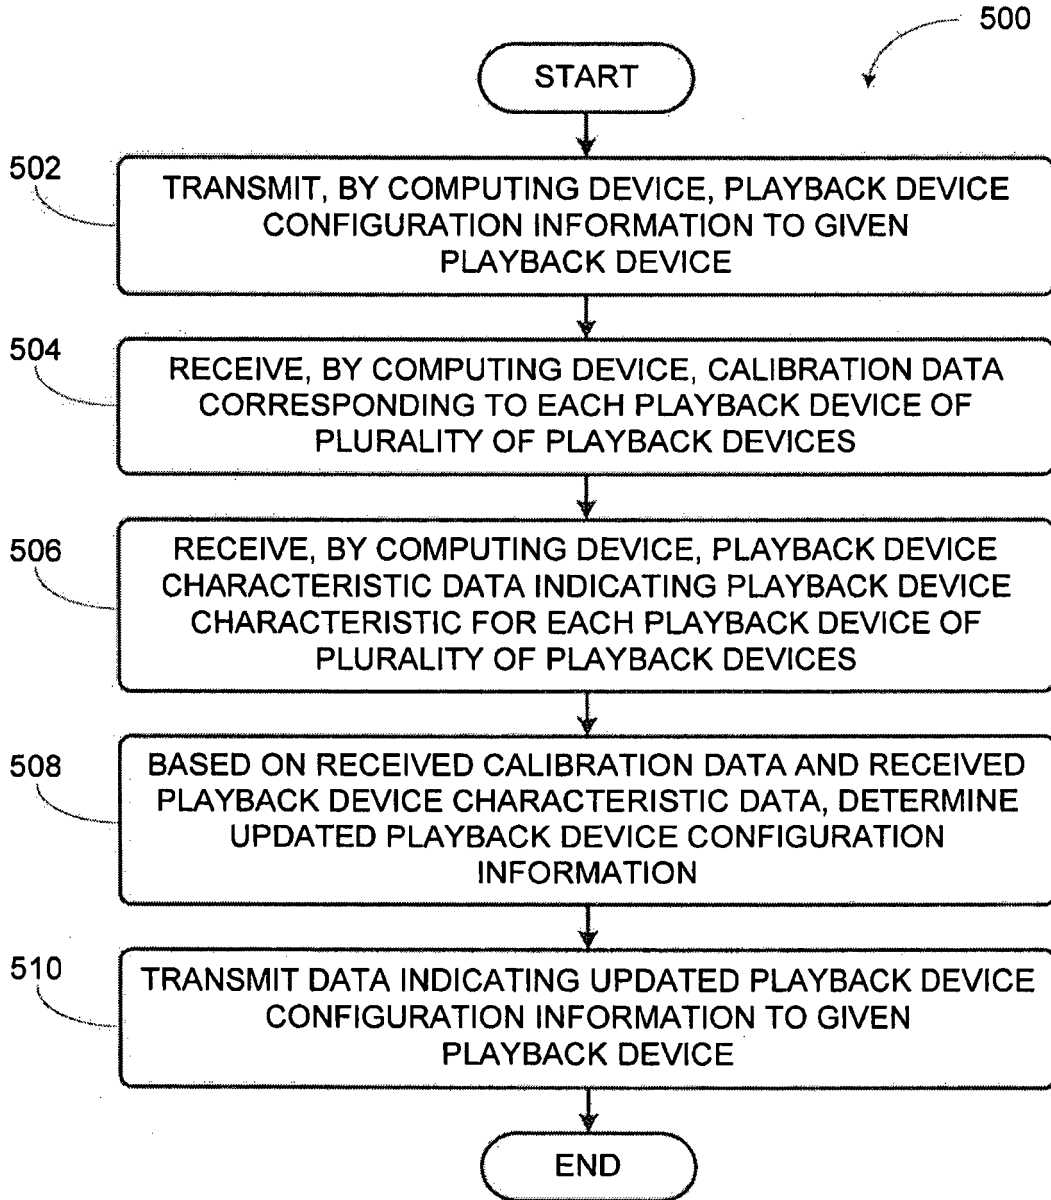 500
START
502
TRANSMIT, BY COMPUTING DEVICE, PLAYBACK DEVICE
CONFIGURATION INFORMATION TO GIVEN
PLAYBACK DEVICE
504
RECEIVE, BY COMPUTING DEVICE, CALIBRATION DATA
CORRESPONDING TO EACH PLAYBACK DEVICE OF
PLURALITY OF PLAYBACK DEVICES
506
RECEIVE, BY COMPUTING DEVICE, PLAYBACK DEVICE
CHARACTERISTIC DATA INDICATING PLAYBACK DEVICE
CHARACTERISTIC FOR EACH PLAYBACK DEVICE OF
PLURALITY OF PLAYBACK DEVICES
508
BASED ON RECEIVED CALIBRATION DATA AND RECEIVED
PLAYBACK DEVICE CHARACTERISTIC DATA, DETERMINE
UPDATED PLAYBACK DEVICE CONFIGURATION
INFORMATION
510
TRANSMIT DATA INDICATING UPDATED PLAYBACK DEVICE
CONFIGURATION INFORMATION TO GIVEN
PLAYBACK DEVICE
END